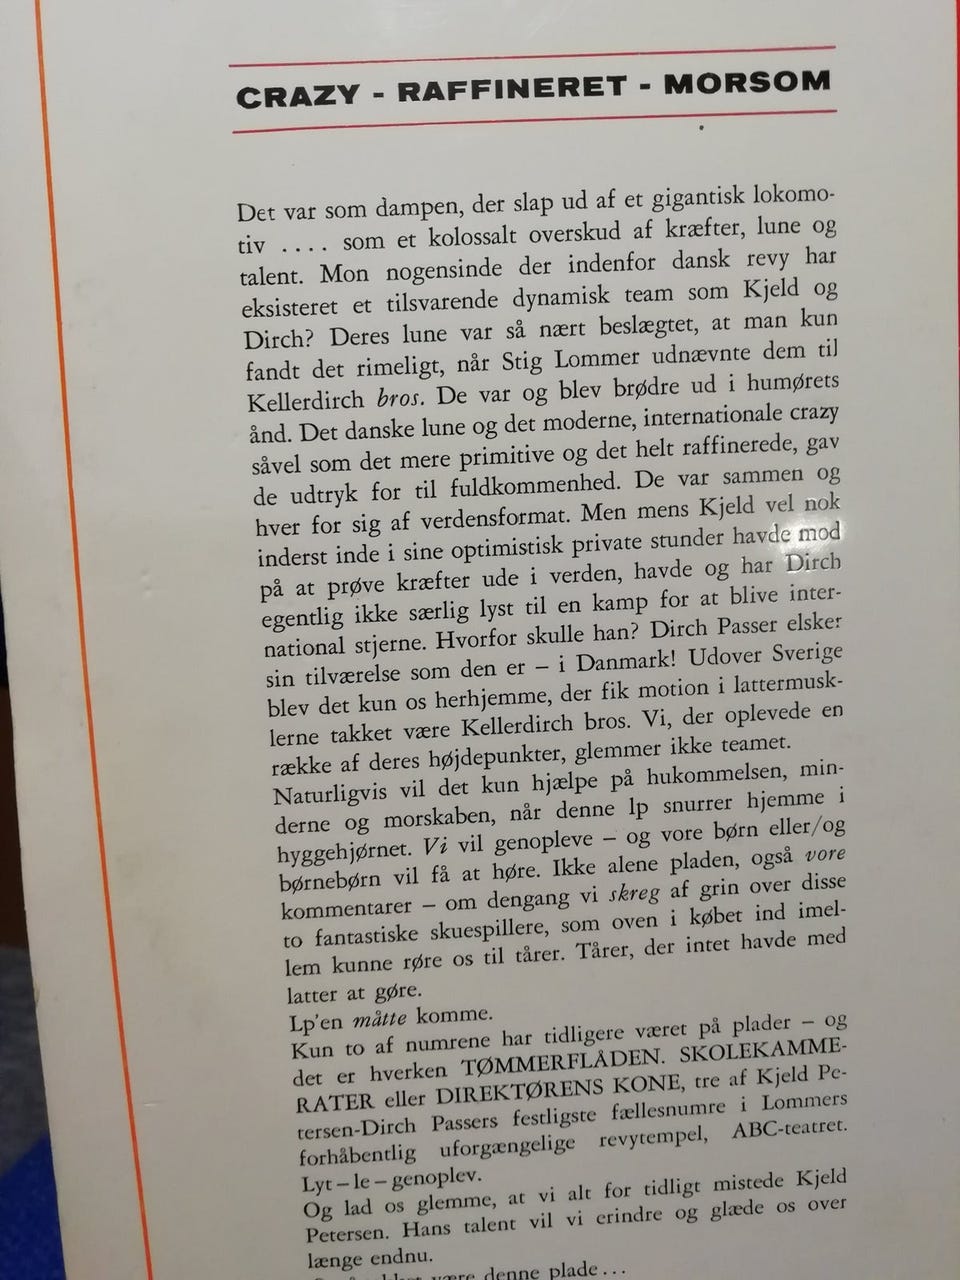 CRAZY - RAFFINERET - MORSOM
Det var som dampen, der slap ud af et gigantisk lokomo-
tiv .... som et kolossalt overskud af kræfter, lune og
talent. Mon nogensinde der indenfor dansk revy har
eksisteret et tilsvarende dynamisk team som Kjeld og
Dirch? Deres lune var så nært beslægtet, at man kun
fandt det rimeligt, når Stig Lommer udnævnte dem til
Kellerdirch bros. De var og blev brødre ud i humørets
ånd. Det danske lune og det moderne, internationale crazy
såvel som det mere primitive og det helt raffinerede, gav
de udtryk for til fuldkommenhed. De var sammen og
hver for sig af verdensformat. Men mens Kjeld vel nok
inderst inde i sine optimistisk private stunder havde mod
på at prøve kræfter ude i verden, havde og har Dirch
egentlig ikke særlig lyst til en kamp for at blive inter-
national stjerne. Hvorfor skulle han? Dirch Passer elsker
sin tilværelse som den er – i Danmark! Udover Sverige
blev det kun os herhjemme, der fik motion i lattermusk-
lerne takket være Kellerdirch bros. Vi, der oplevede en
række af deres højdepunkter, glemmer ikke teamet.
Naturligvis vil det kun hjælpe på hukommelsen, min-
derne og morskaben, når denne lp snurrer hjemme i
hyggehjørnet. Vi vil genopleve – og vore børn eller/og
børnebørn vil få at høre. Ikke alene pladen, også vore
kommentarer – om dengang vi skreg af grin over disse
to fantastiske skuespillere, som oven i købet ind imel-
lem kunne røre os til tårer. Tårer, der intet havde med
latter at gøre.
Lp'en måtte komme.
Kun to af numrene har tidligere været på plader – og
det er hverken TØMMERFLÅDEN. SKOLEKAMME-
RATER eller DIREKTØRENS KONE, tre af Kjeld Pe-
tersen-Dirch Passers festligste fællesnumre i Lommers
forhåbentlig uforgængelige revytempel, ABC-teatret.
Lyt – le – genoplev.
Og lad os glemme, at vi alt for tidligt mistede Kjeld
Petersen. Hans talent vil vi erindre og glæde os over
længe endnu.
være denne plade...